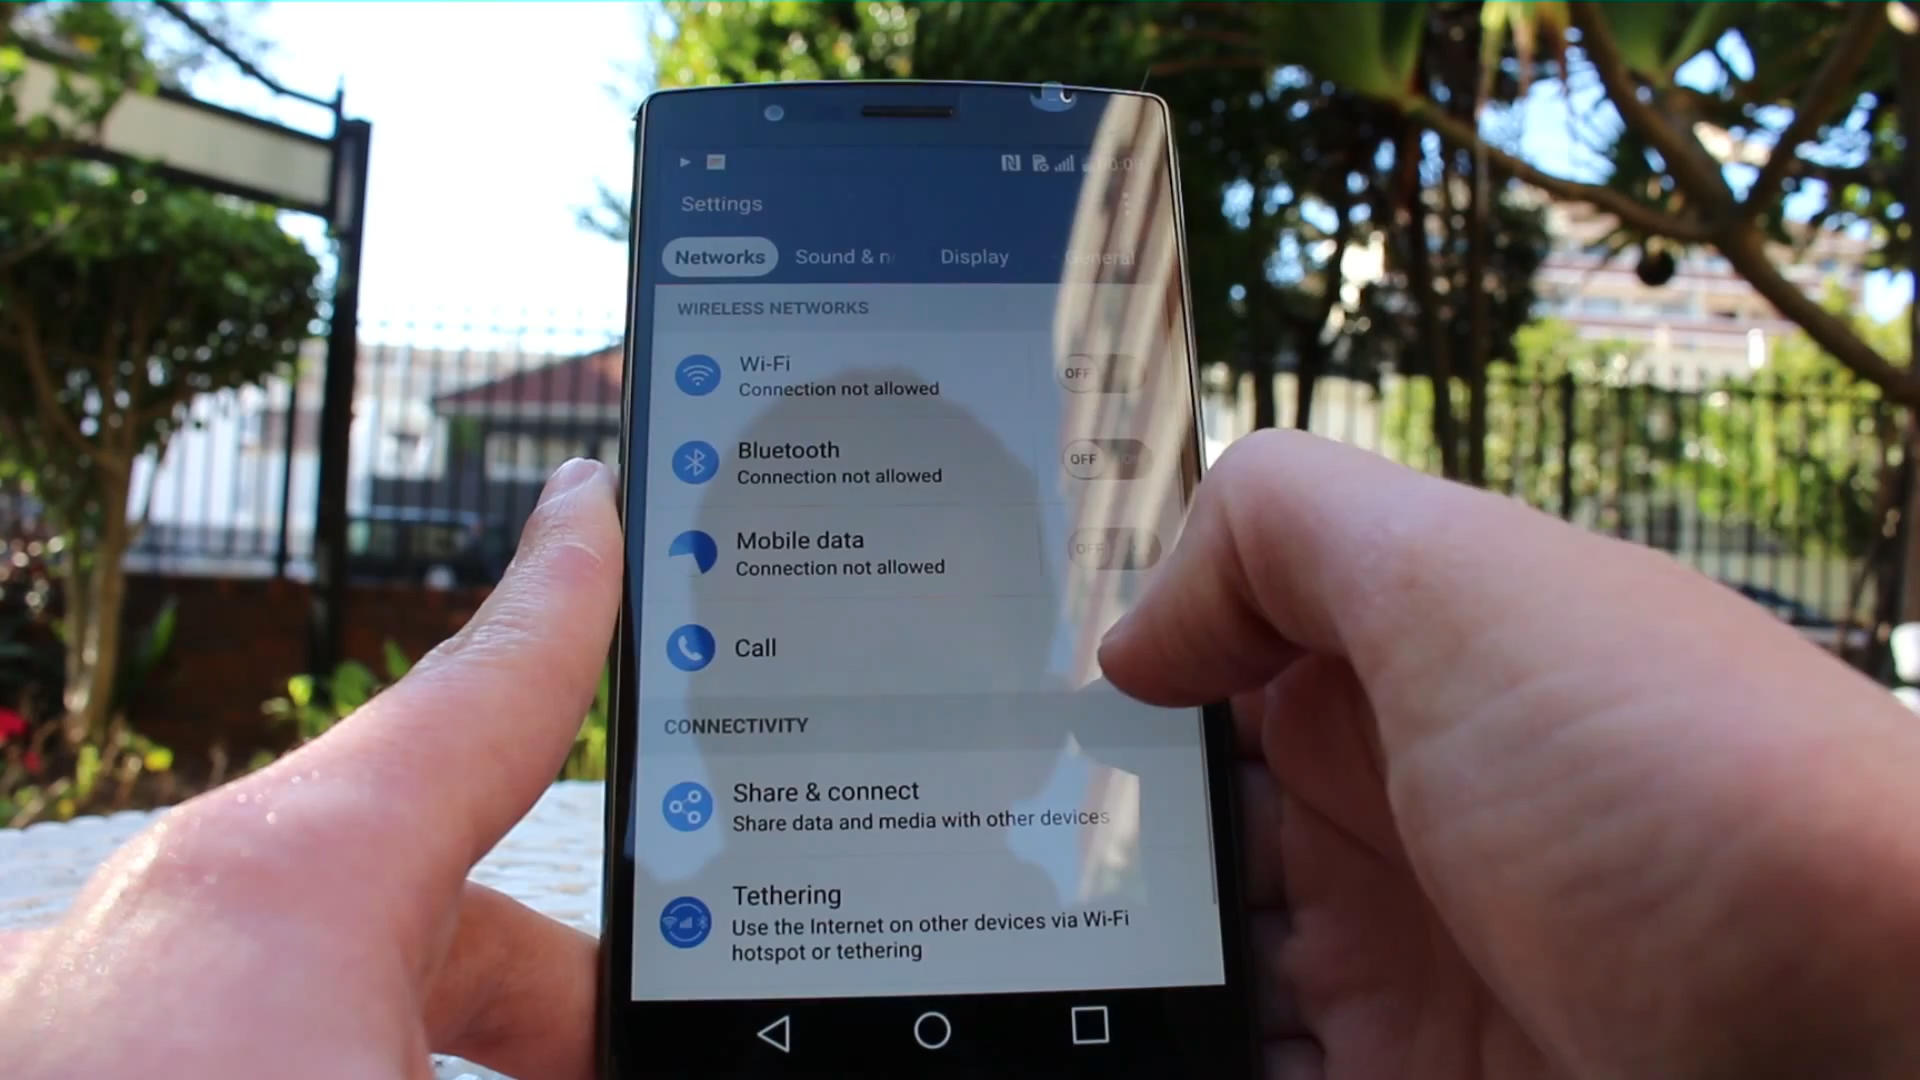 Settings
Networks Sound & n Display General
WIRELESS NETWORKS
Wi-Fi
OFF
Connection not allowed
Bluetooth
OFF
Connection not allowed
Mobile data
OFF
Connection not allowed
Call
CONNECTIVITY
Share & connect
Share data and media with other devices
Tethering
Use the Internet on other devices via Wi-Fi
hotspot or tethering